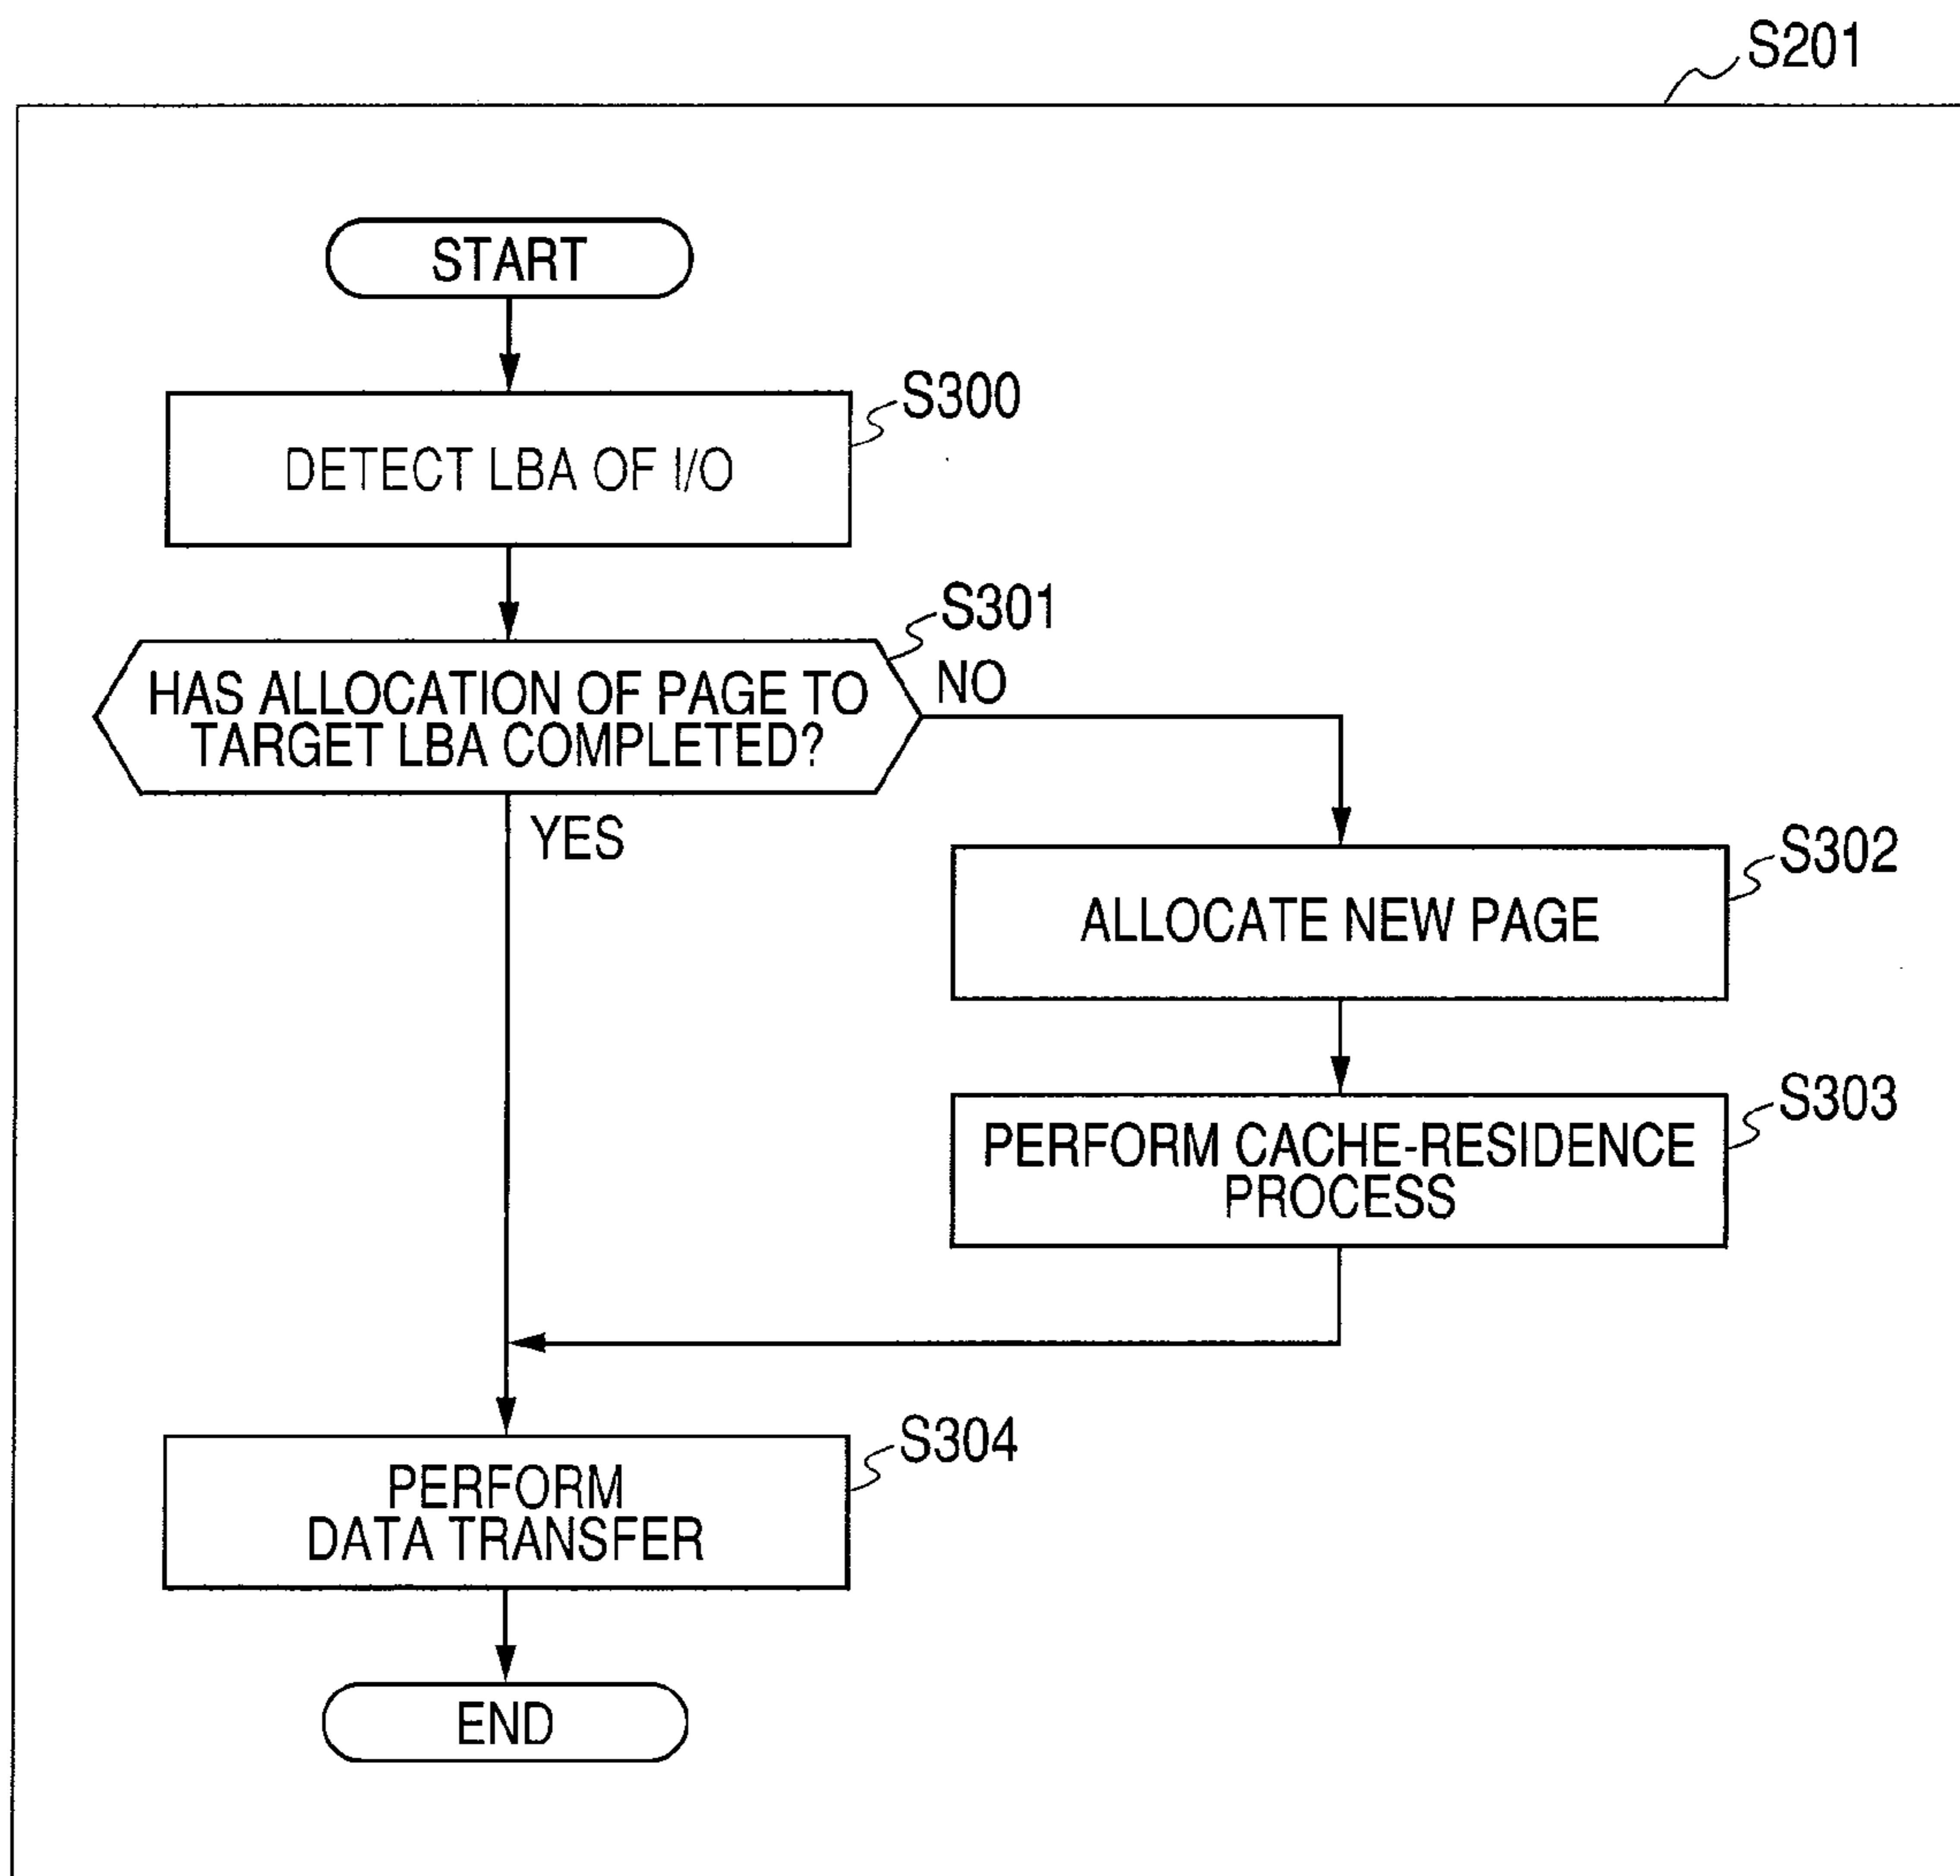 S201
START
S300
DETECT LBA OF I/O
S301
HAS ALLOCATION OF PAGE TO
TARGET LBA COMPLETED?
NO
YES
S302
ALLOCATE NEW PAGE
S303
PERFORM CACHE-RESIDENCE
PROCESS
S304
PERFORM
DATA TRANSFER
END